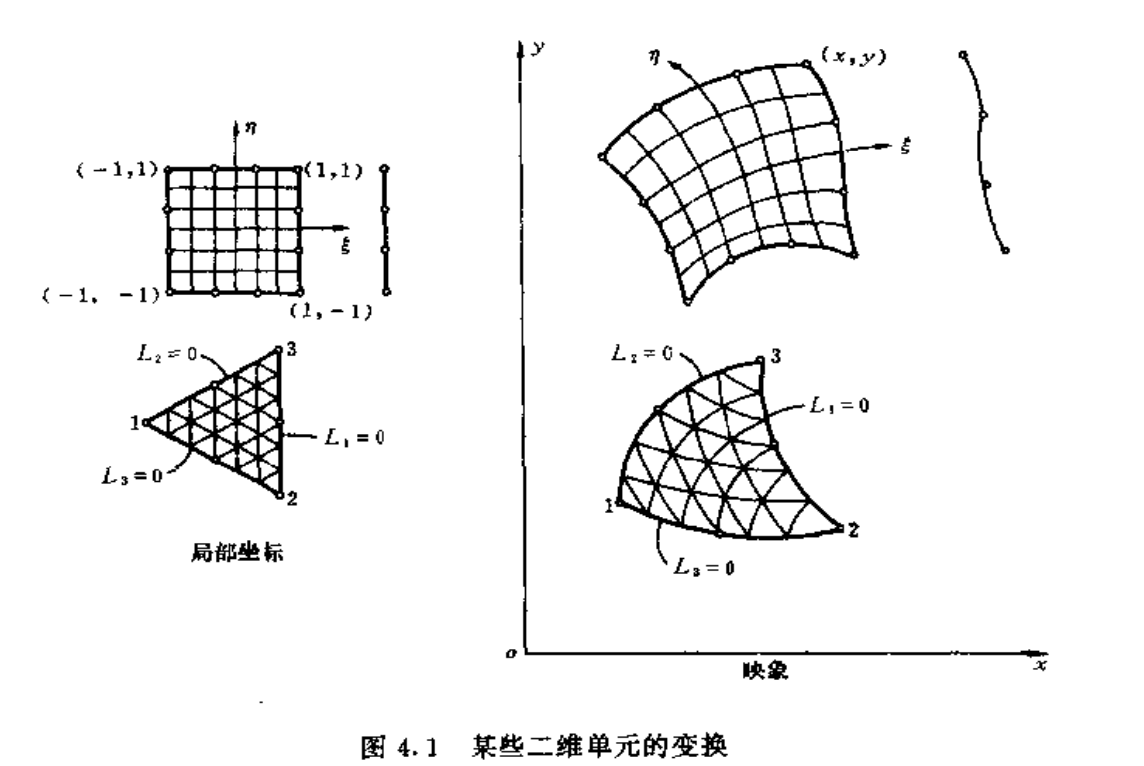 η
(-1,1)
(1,1)
ξ
(-1, -1)
(1,-1)
L₂=0
3
1
L₁=0
L₃=0
2
局部坐标
y
η
(x,y)
ξ
L₂=0
3
L₁=0
1
2
L₃=0
o
映象
x
图 4.1 某些二维单元的变换